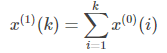 $$x^{(1)}(k) = \sum_{i=1}^{k} x^{(0)}(i)$$